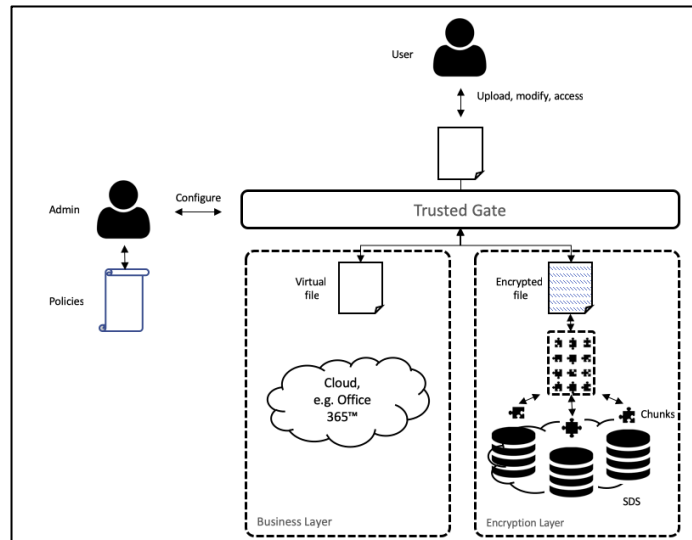 User
Upload, modify, access
Configure
Admin
Trusted Gate
Policies
Virtual
file
Encrypted
file
Cloud,
e.g. Office
365™
Chunks
SDS
Business Layer
Encryption Layer